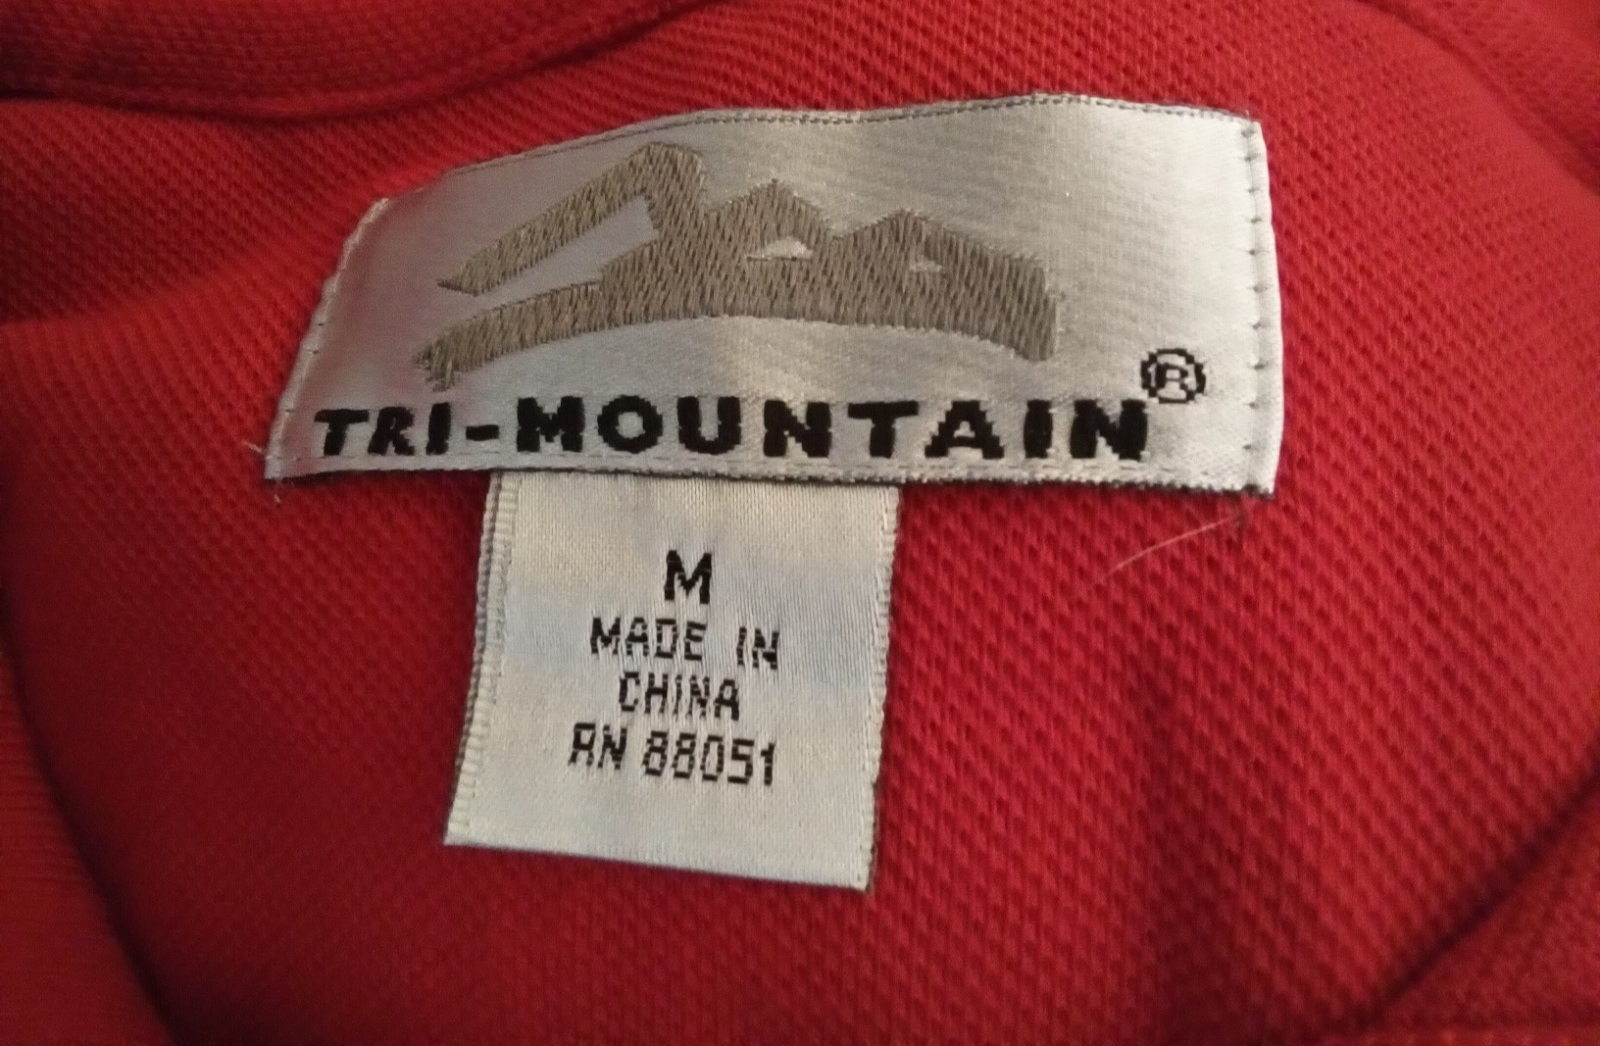 TRI-MOUNTAIN®
M
MADE IN
CHINA
RN 88051